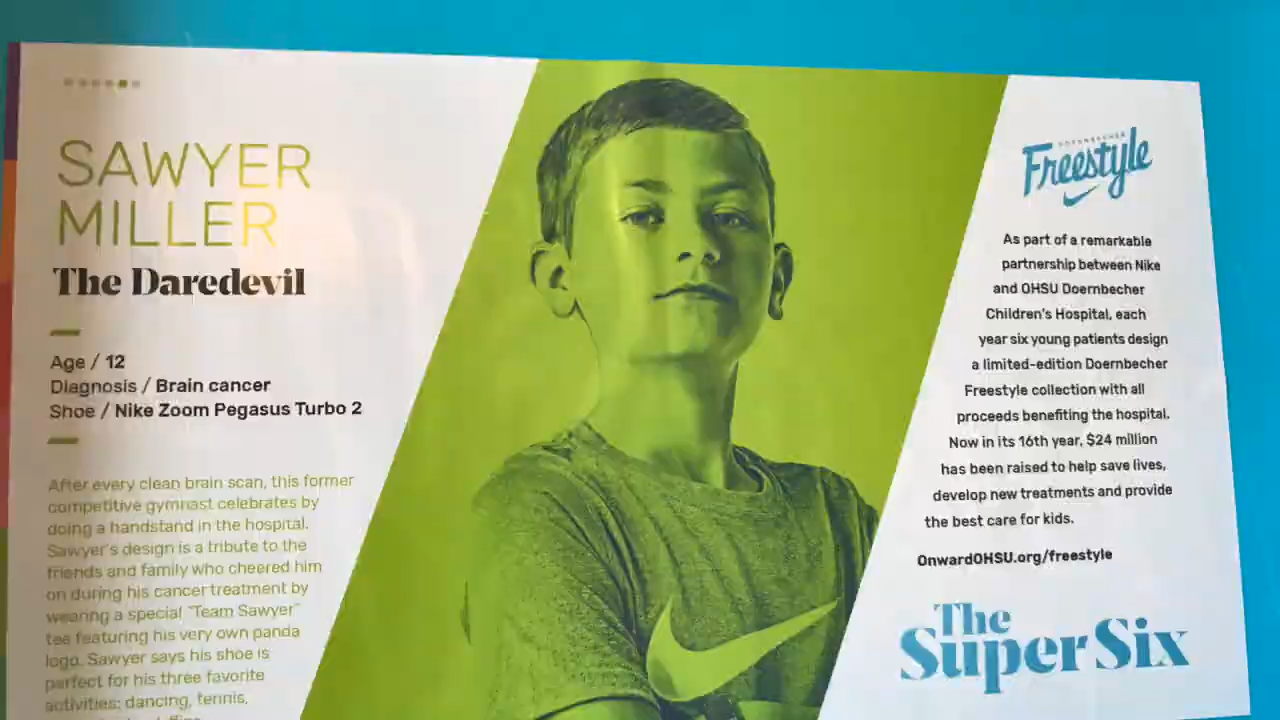 SAWYER
MILLER
The Daredevil
Age / 12
Diagnosis / Brain cancer
Shoe / Nike Zoom Pegasus Turbo 2
After every clean brain scan, this former
competitive gymnast celebrates by
doing a handstand in the hospital.
Sawyer's design is a tribute to the
friends and family who cheered him
on during his cancer treatment by
wearing a special "Team Sawyer"
tee featuring his very own panda
logo. Sawyer says his shoe is
perfect for his three favorite
activities: dancing, tennis,
DOERNBECHER
Freestyle
As part of a remarkable
partnership between Nike
and OHSU Doernbecher
Children's Hospital, each
year six young patients design
a limited-edition Doernbecher
Freestyle collection with all
proceeds benefiting the hospital.
Now in its 16th year, $24 million
has been raised to help save lives,
develop new treatments and provide
the best care for kids.
OnwardOHSU.org/freestyle
The
Super Six